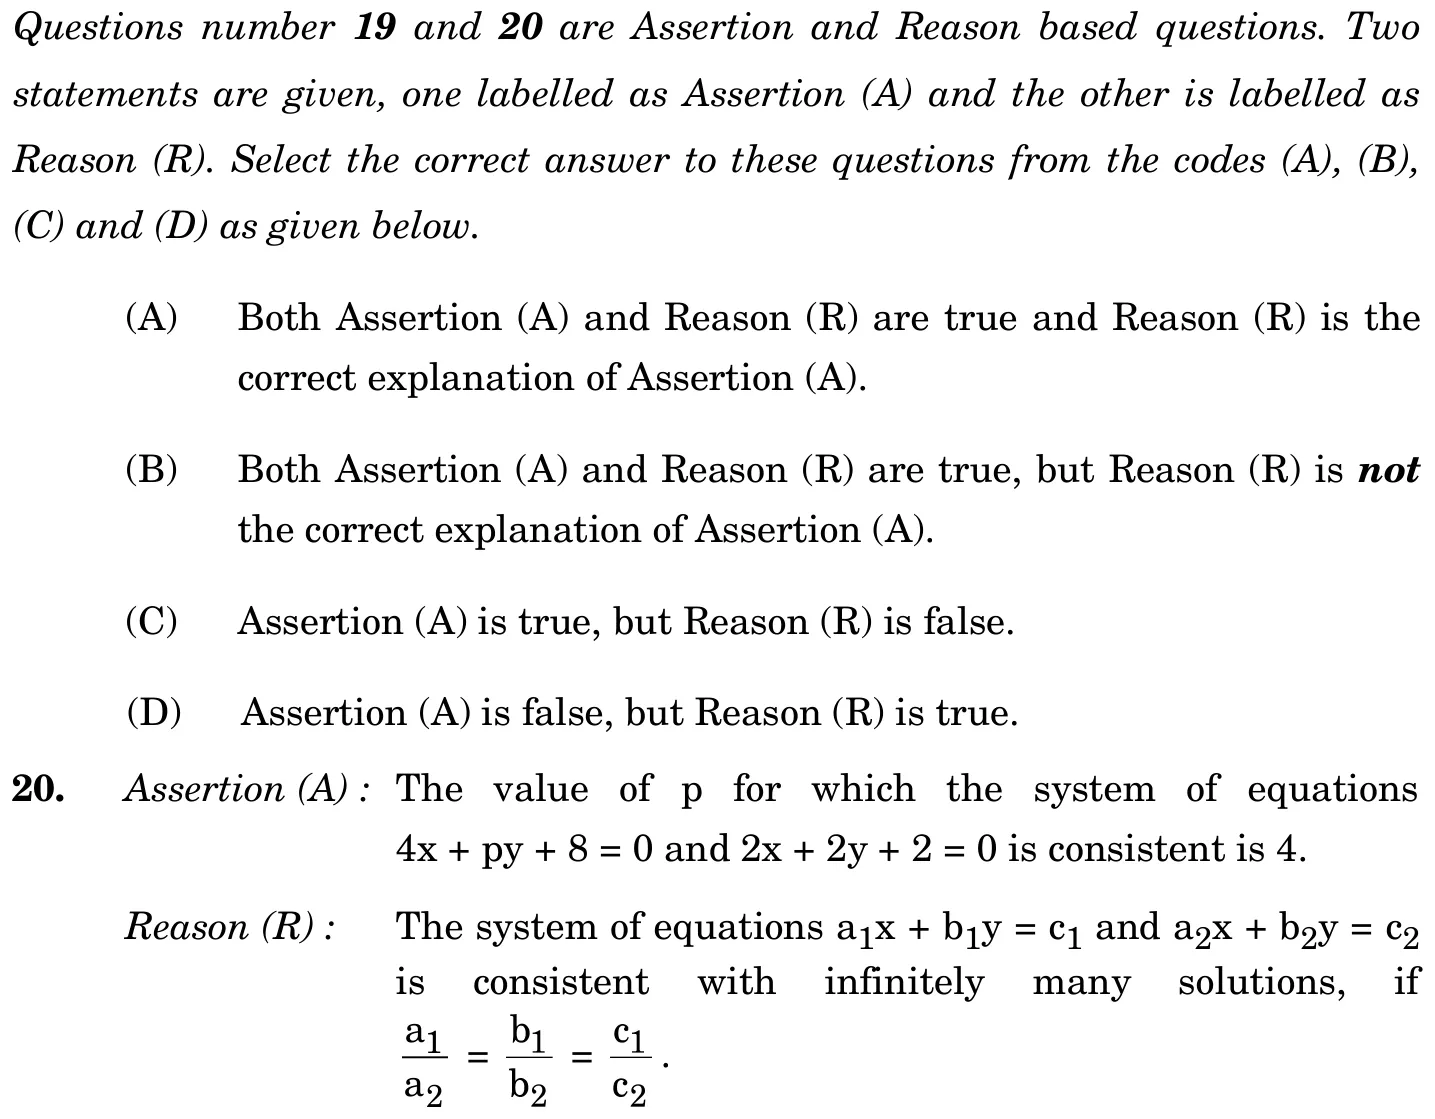 Questions number 19 and 20 are Assertion and Reason based questions. Two
statements are given, one labelled as Assertion (A) and the other is labelled as
Reason (R). Select the correct answer to these questions from the codes (A), (B),
(C) and (D) as given below.
(A) Both Assertion (A) and Reason (R) are true and Reason (R) is the
correct explanation of Assertion (A).
(B) Both Assertion (A) and Reason (R) are true, but Reason (R) is not
the correct explanation of Assertion (A).
(C) Assertion (A) is true, but Reason (R) is false.
(D) Assertion (A) is false, but Reason (R) is true.
20. Assertion (A) : The value of p for which the system of equations
4x + py + 8 = 0 and 2x + 2y + 2 = 0 is consistent is 4.
Reason (R) : The system of equations a₁x + b₁y = c₁ and a₂x + b₂y = c₂
is consistent with infinitely many solutions, if
a₁/a₂ = b₁/b₂ = c₁/c₂ .